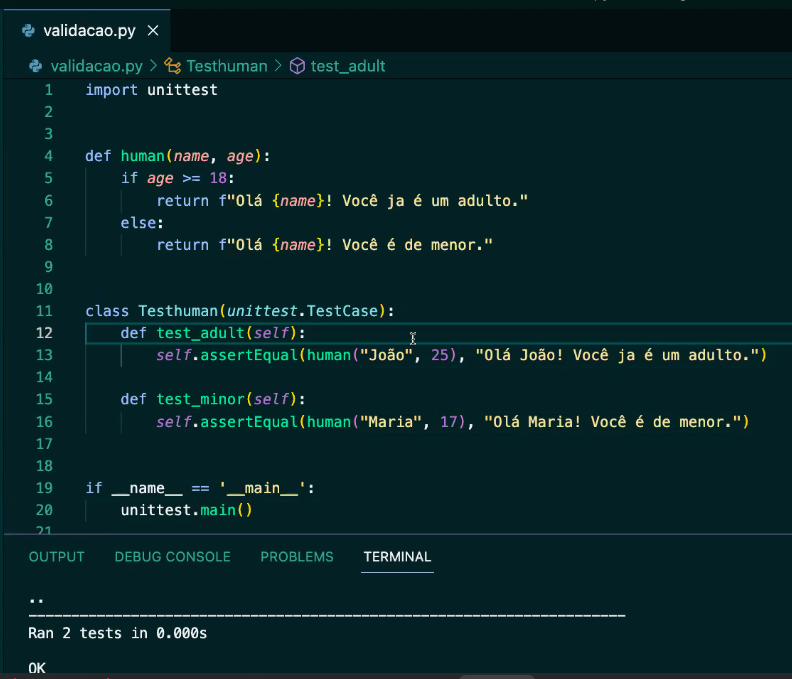 validacao.py
validacao.py > Testhuman > test_adult
1 import unittest
2
3
4 def human(name, age):
5 if age >= 18:
6 return f"Olá {name}! Você ja é um adulto."
7 else:
8 return f"Olá {name}! Você é de menor."
9
10
11 class Testhuman(unittest.TestCase):
12 def test_adult(self):
13 self.assertEqual(human("João", 25), "Olá João! Você ja é um adulto.")
14
15 def test_minor(self):
16 self.assertEqual(human("Maria", 17), "Olá Maria! Você é de menor.")
17
18
19 if __name__ == '__main__':
20 unittest.main()
21
OUTPUT DEBUG CONSOLE PROBLEMS TERMINAL
..
----------------------------------------------------------------------
Ran 2 tests in 0.000s
OK